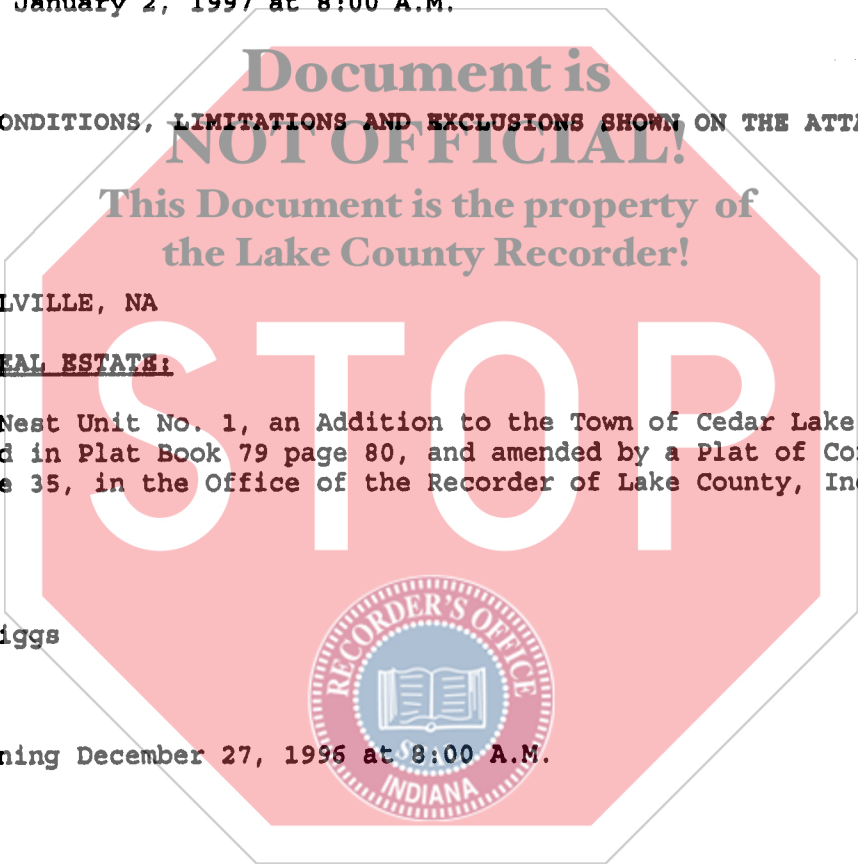 January 2, 1997 at 8:00 A.M.
Document is
ONDITIONS, LIMITATIONS AND EXCLUSIONS SHOWN ON THE ATTA
NOT OFFICIAL!
This Document is the property of
the Lake County Recorder!
LVILLE, NA
EAL ESTATE:
STOP
Nest Unit No. 1, an Addition to the Town of Cedar Lake
d in Plat Book 79 page 80, and amended by a Plat of Co
e 35, in the Office of the Recorder of Lake County, In
iggs
RECORDER'S OFFICE
SEAL
ning December 27, 1996 at 8:00 A.M.
INDIANA